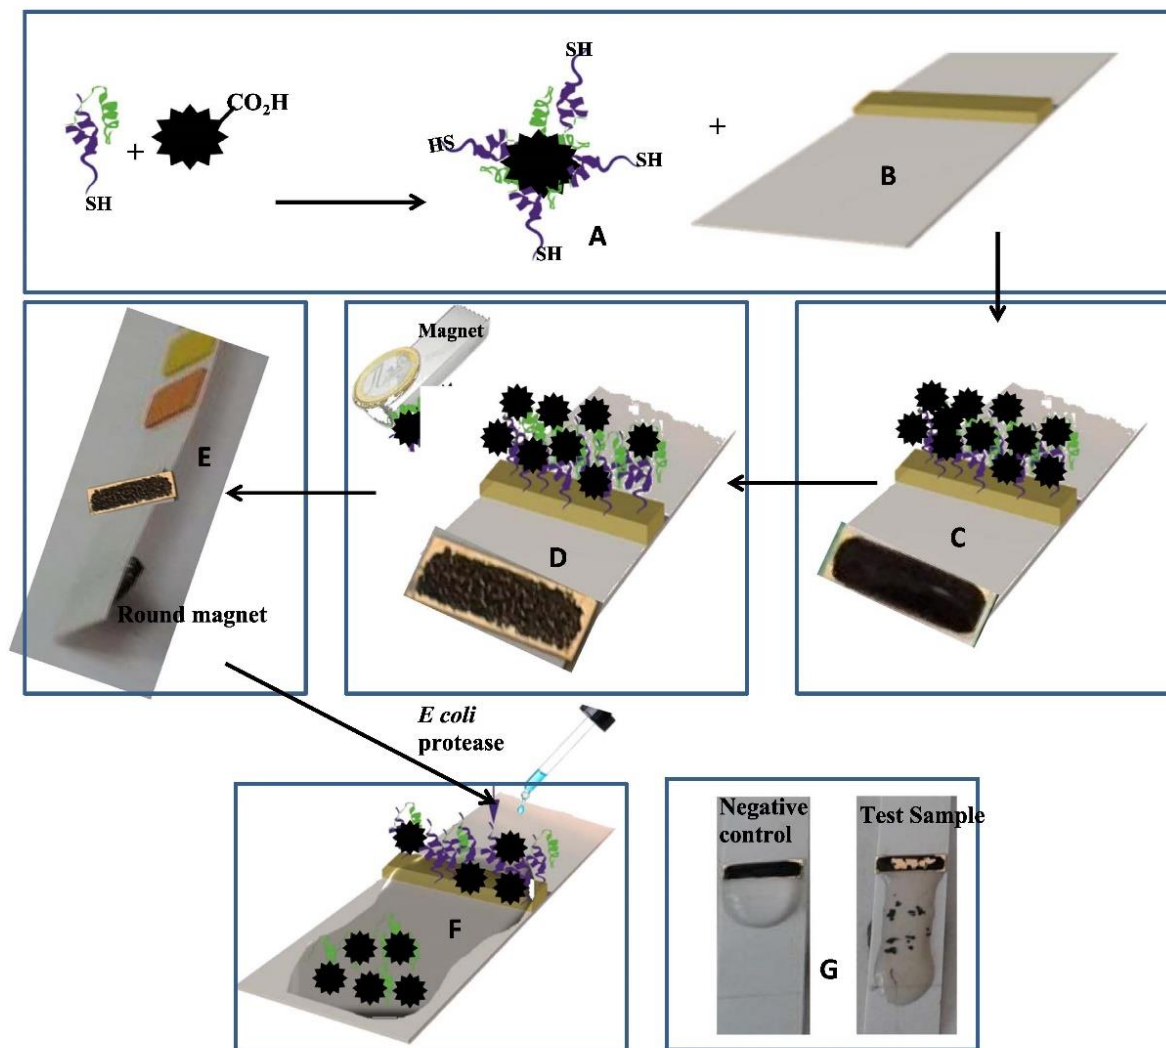 SH
CO₂H
+
HS
SH
+
SH
SH
A
B
Magnet
E
D
C
Round magnet
E coli
protease
Negative
control
Test Sample
F
G